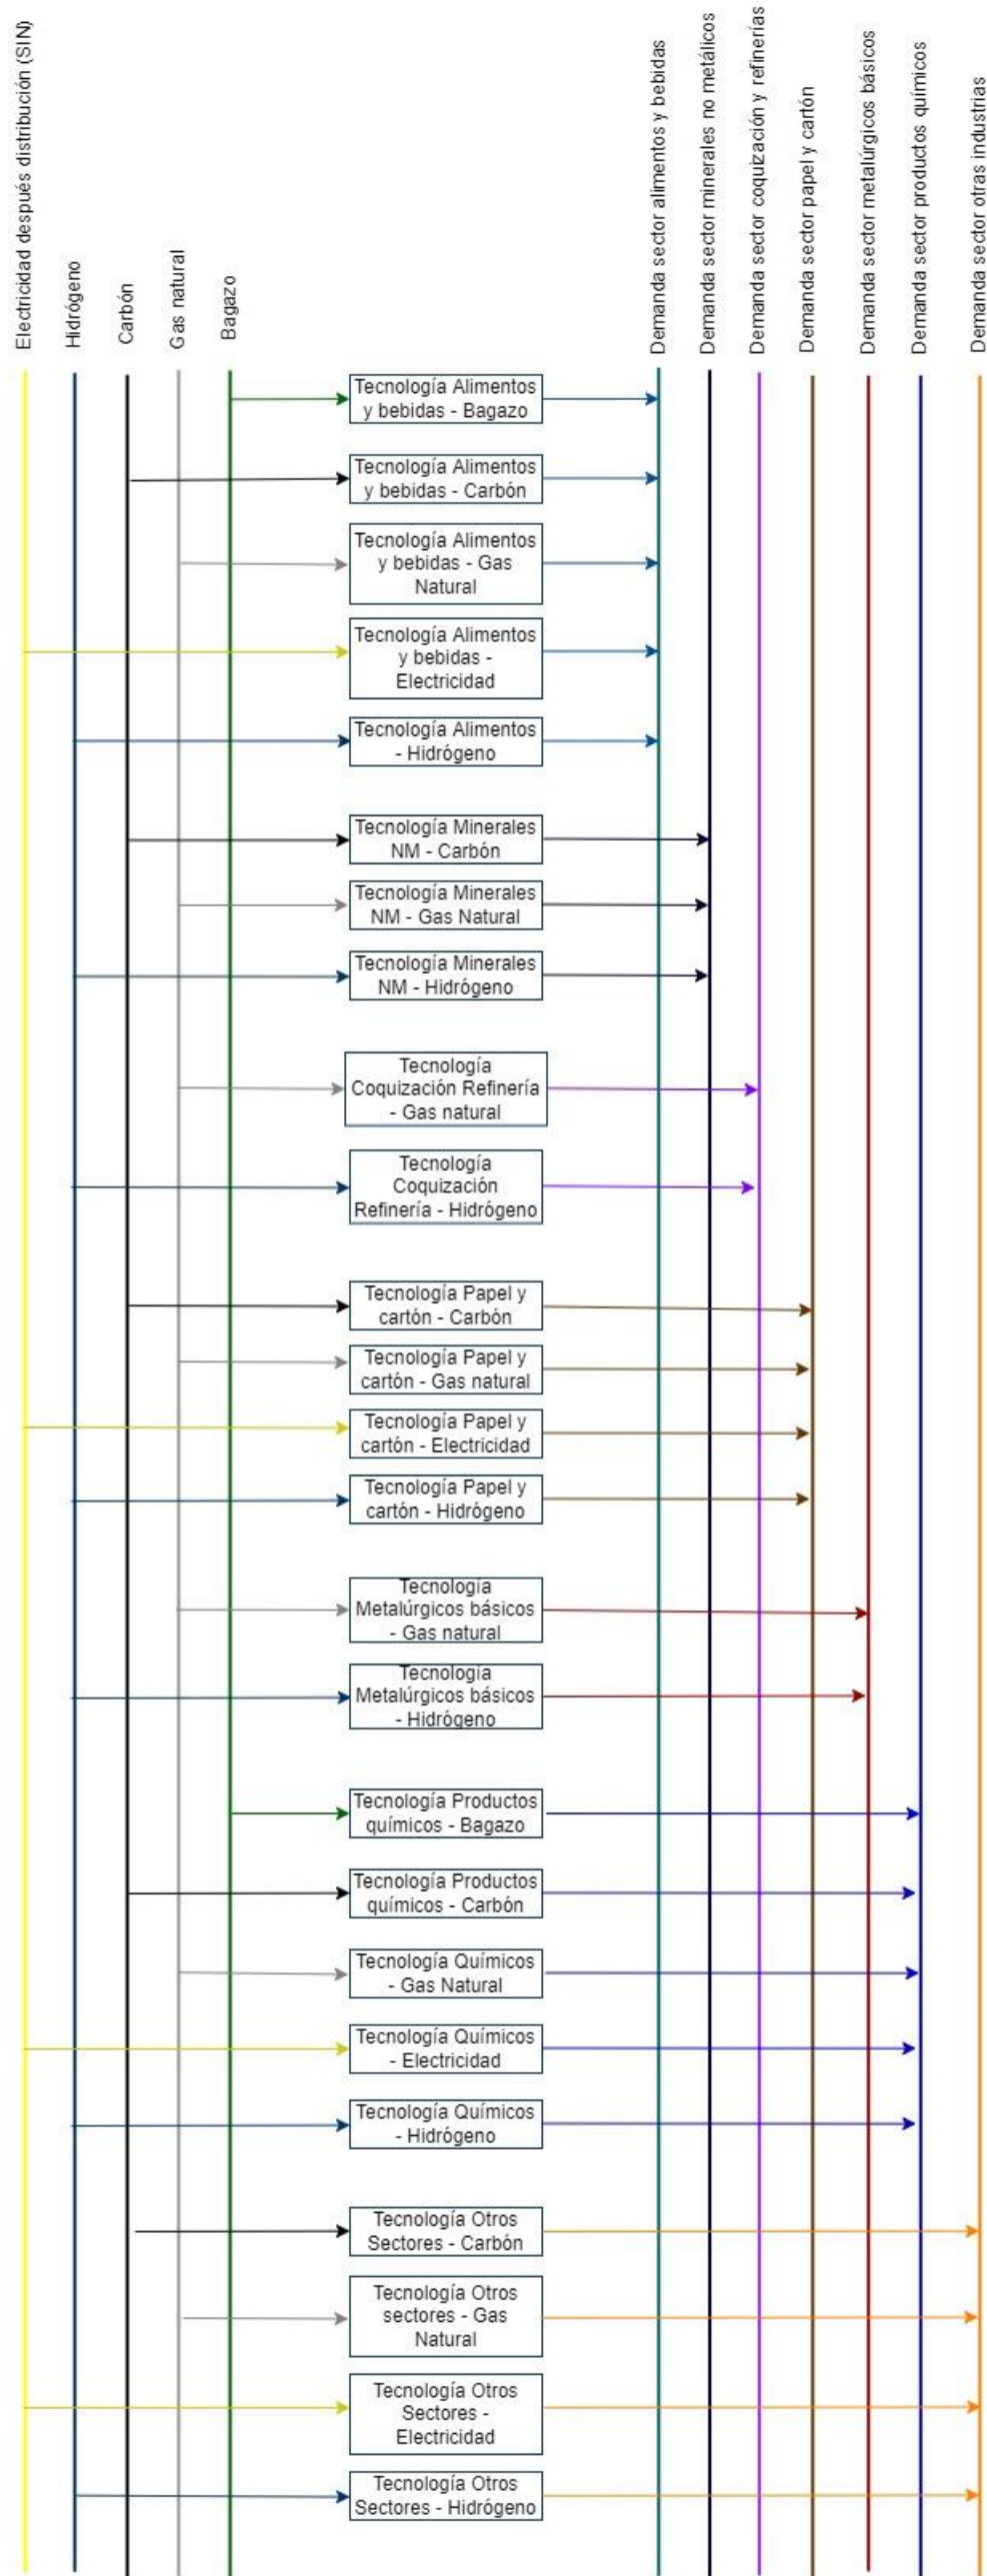 Electricidad después distribución (SIN)
Hidrógeno
Carbón
Gas natural
Bagazo
Demanda sector alimentos y bebidas
Demanda sector minerales no metálicos
Demanda sector coquización y refinerías
Demanda sector papel y cartón
Demanda sector metalúrgicos básicos
Demanda sector productos químicos
Demanda sector otras industrias
Tecnología Alimentos
y bebidas - Bagazo
Tecnología Alimentos
y bebidas - Carbón
Tecnología Alimentos
y bebidas - Gas
Natural
Tecnología Alimentos
y bebidas -
Electricidad
Tecnología Alimentos
- Hidrógeno
Tecnología Minerales
NM - Carbón
Tecnología Minerales
NM - Gas Natural
Tecnología Minerales
NM - Hidrógeno
Tecnología
Coquización Refinería
- Gas natural
Tecnología
Coquización
Refinería - Hidrógeno
Tecnología Papel y
cartón - Carbón
Tecnología Papel y
cartón - Gas natural
Tecnología Papel y
cartón - Electricidad
Tecnología Papel y
cartón - Hidrógeno
Tecnología
Metalúrgicos básicos
- Gas natural
Tecnología
Metalúrgicos básicos
- Hidrógeno
Tecnología Productos
químicos - Bagazo
Tecnología Productos
químicos - Carbón
Tecnología Químicos
- Gas Natural
Tecnología Químicos
- Electricidad
Tecnología Químicos
- Hidrógeno
Tecnología Otros
Sectores - Carbón
Tecnología Otros
sectores - Gas
Natural
Tecnología Otros
Sectores -
Electricidad
Tecnología Otros
Sectores - Hidrógeno